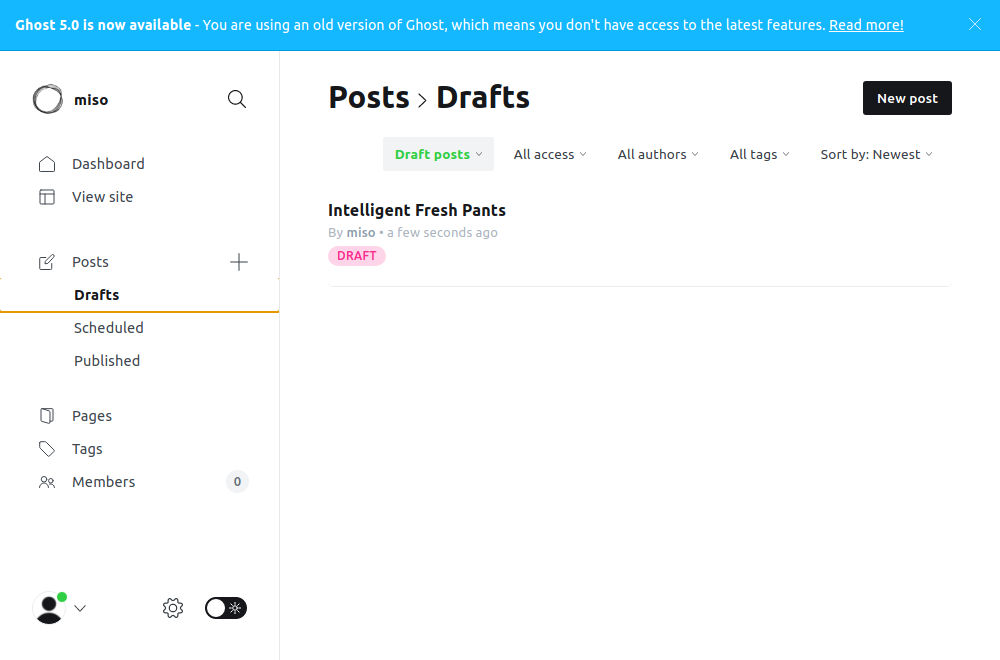 Ghost 5.0 is now available - You are using an old version of Ghost, which means you don't have access to the latest features. Read more!
miso
Dashboard
View site
Posts
Drafts
Scheduled
Published
Pages
Tags
Members 0
Posts > Drafts
New post
Draft posts All access All authors All tags Sort by: Newest
Intelligent Fresh Pants
By miso • a few seconds ago
DRAFT